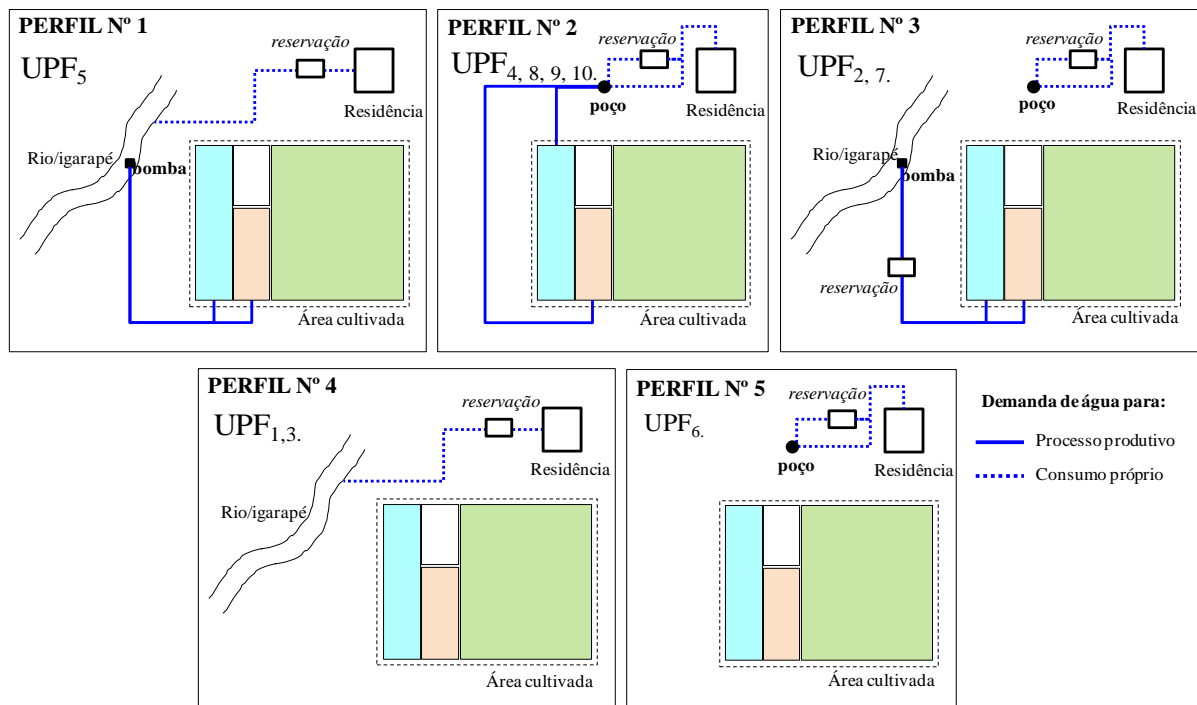 PERFIL Nº 1
UPF5
reservação
Residência
Rio/igarapé
bomba
Área cultivada
PERFIL Nº 2
UPF4, 8, 9, 10.
reservação
poço
Residência
Área cultivada
PERFIL Nº 3
UPF2, 7.
reservação
poço
Residência
Rio/igarapé
bomba
reservação
Área cultivada
PERFIL Nº 4
UPF1,3.
reservação
Residência
Rio/igarapé
Área cultivada
PERFIL Nº 5
UPF6.
reservação
poço
Residência
Área cultivada
Demanda de água para:
Processo produtivo
Consumo próprio